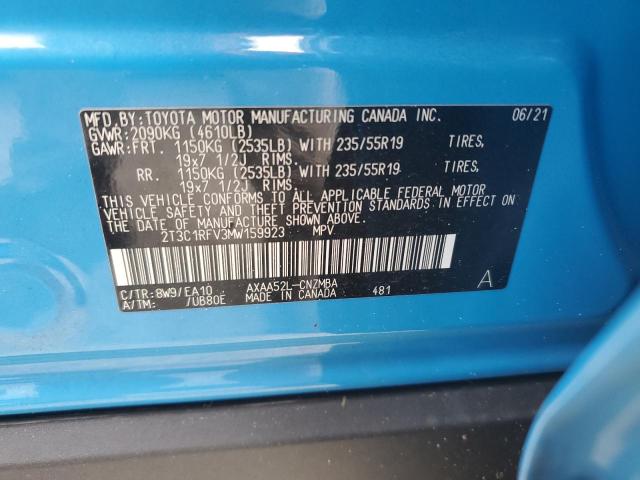 MFD.BY:TOYOTA MOTOR MANUFACTURING CANADA INC. 06/21
GVWR:2090KG (4610LB)
GAWR:FRT. 1150KG (2535LB) WITH 235/55R19 TIRES,
19x7 1/2J RIMS.
RR. 1150KG (2535LB) WITH 235/55R19 TIRES,
19x7 1/2J RIMS.
THIS VEHICLE CONFORMS TO ALL APPLICABLE FEDERAL MOTOR
VEHICLE SAFETY AND THEFT PREVENTION STANDARDS IN EFFECT ON
THE DATE OF MANUFACTURE SHOWN ABOVE.
2T3C1RFV3MW159923 MPV
C/TR:8W9/EA10 AXAA52L-CNZMBA
A/TM: /UB80E MADE IN CANADA 481 A